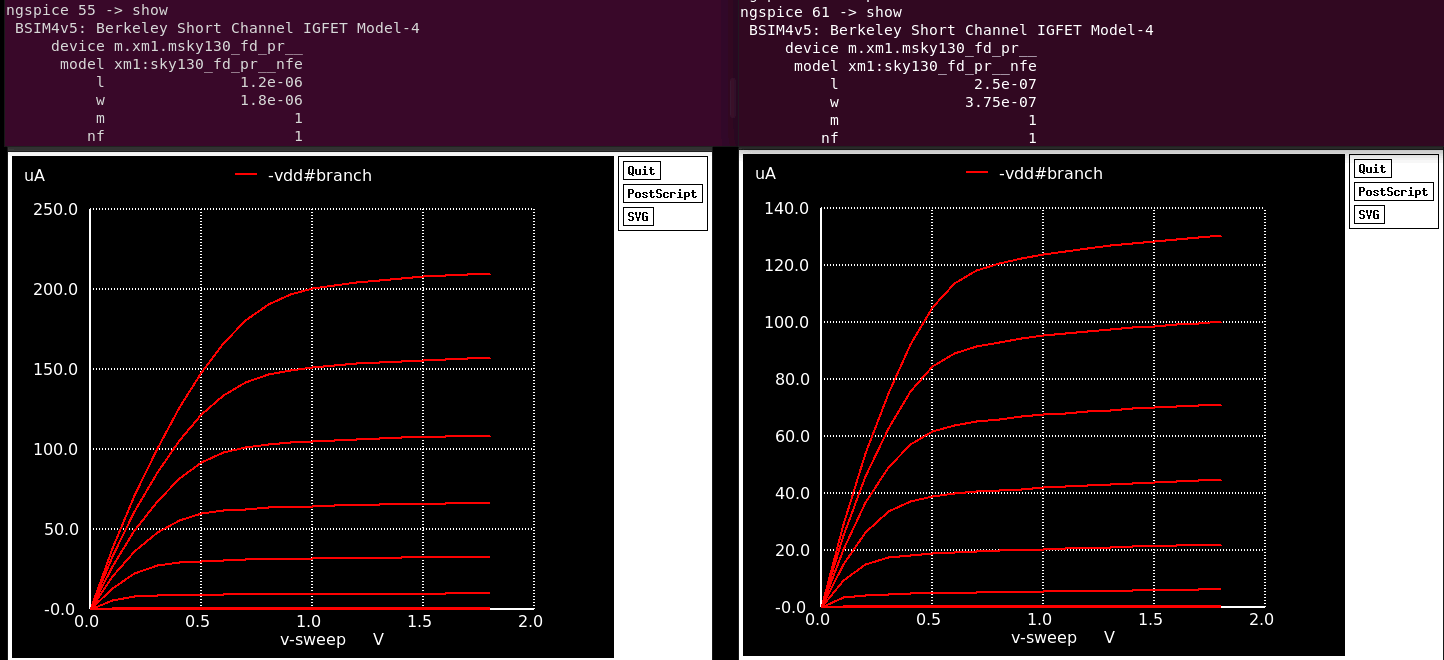 ngspice 55 -> show
BSIM4v5: Berkeley Short Channel IGFET Model-4
device m.xm1.msky130_fd_pr__
model xm1:sky130_fd_pr__nfe
l 1.2e-06
w 1.8e-06
m 1
nf 1
uA
-vdd#branch
250.0
200.0
150.0
100.0
50.0
-0.0
0.0 0.5 1.0 1.5 2.0
v-sweep V
Quit
PostScript
SVG
ngspice 61 -> show
BSIM4v5: Berkeley Short Channel IGFET Model-4
device m.xm1.msky130_fd_pr__
model xm1:sky130_fd_pr__nfe
l 2.5e-07
w 3.75e-07
m 1
nf 1
uA
-vdd#branch
140.0
120.0
100.0
80.0
60.0
40.0
20.0
-0.0
0.0 0.5 1.0 1.5 2.0
v-sweep V
Quit
PostScript
SVG